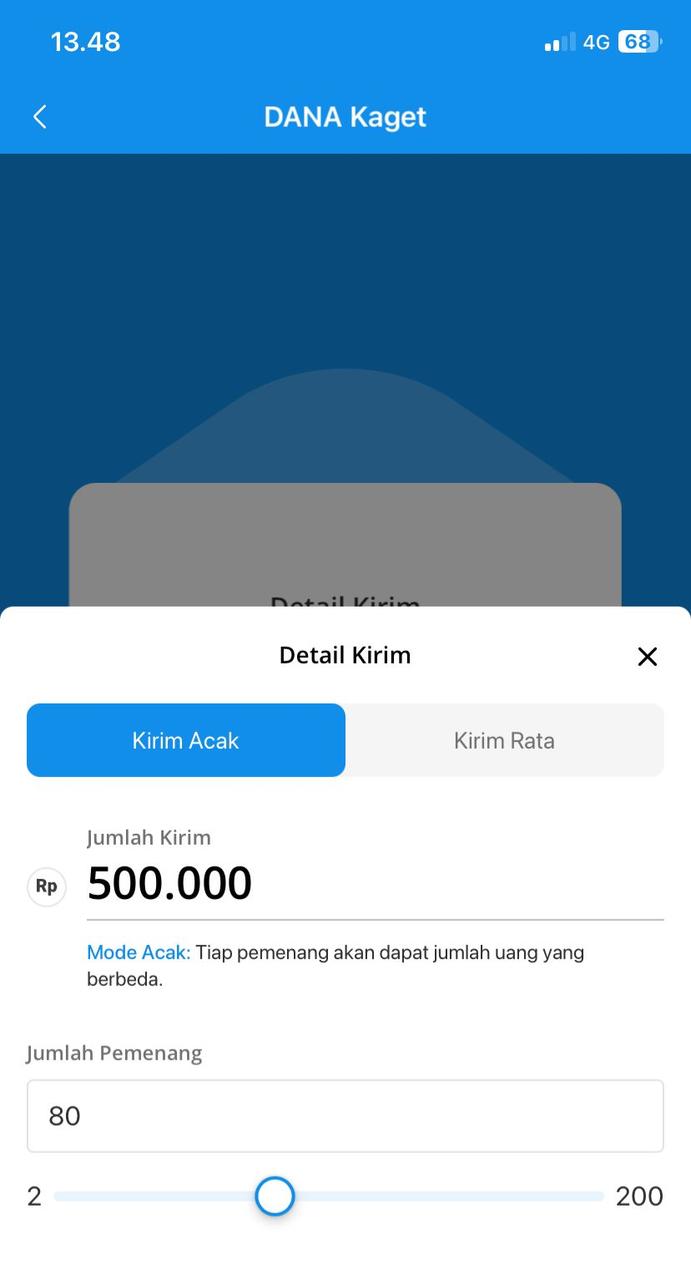 13.48
4G 68
DANA Kaget
Detail Kirim
Detail Kirim
Kirim Acak
Kirim Rata
Jumlah Kirim
Rp 500.000
Mode Acak: Tiap pemenang akan dapat jumlah uang yang
berbeda.
Jumlah Pemenang
80
2
200